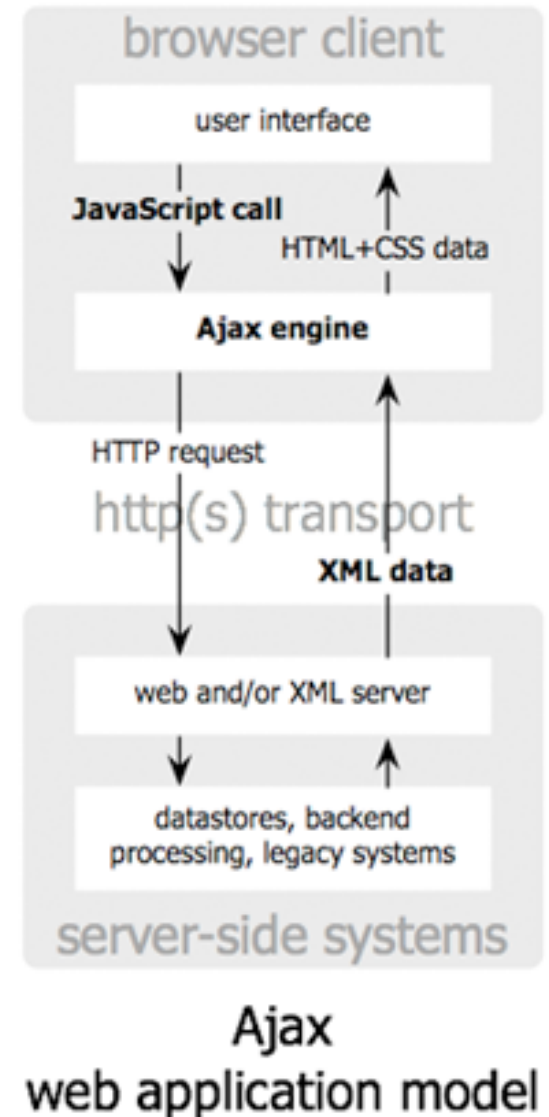 browser client
user interface
JavaScript call
HTML+CSS data
Ajax engine
HTTP request
http(s) transport
XML data
web and/or XML server
datastores, backend
processing, legacy systems
server-side systems
Ajax
web application model